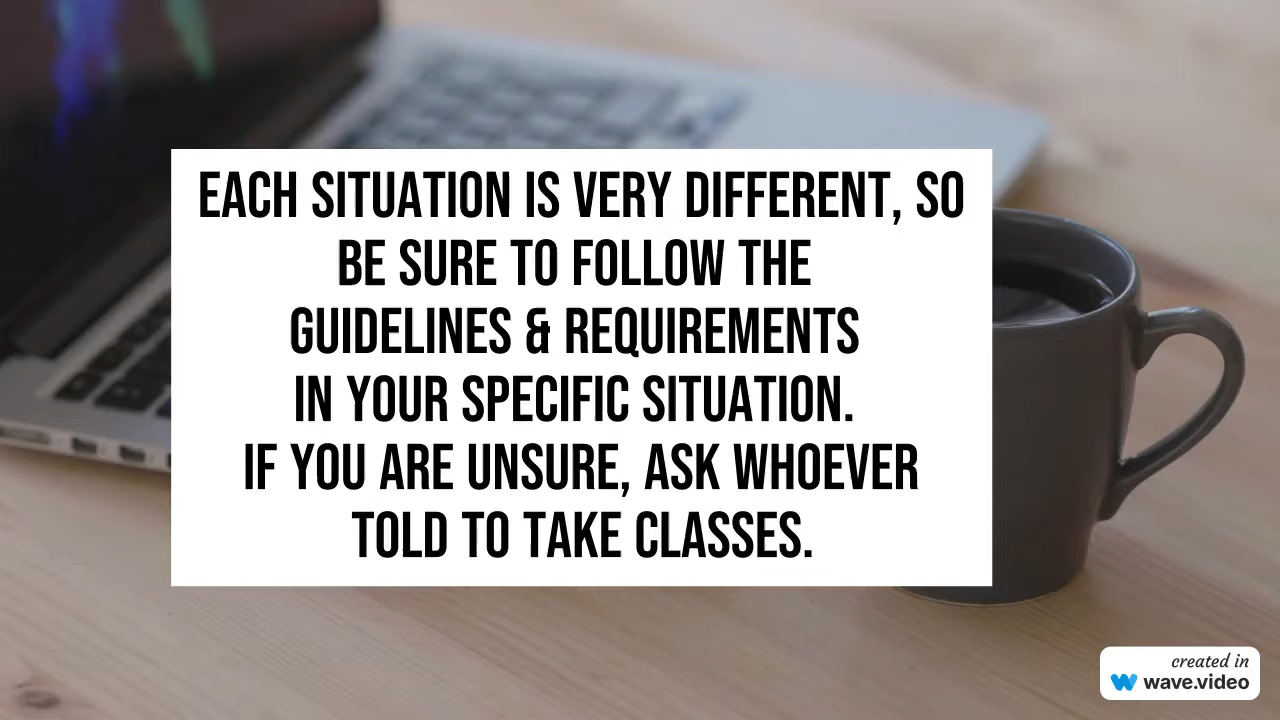 EACH SITUATION IS VERY DIFFERENT, SO
BE SURE TO FOLLOW THE
GUIDELINES & REQUIREMENTS
IN YOUR SPECIFIC SITUATION.
IF YOU ARE UNSURE, ASK WHOEVER
TOLD TO TAKE CLASSES.
created in
wave.video